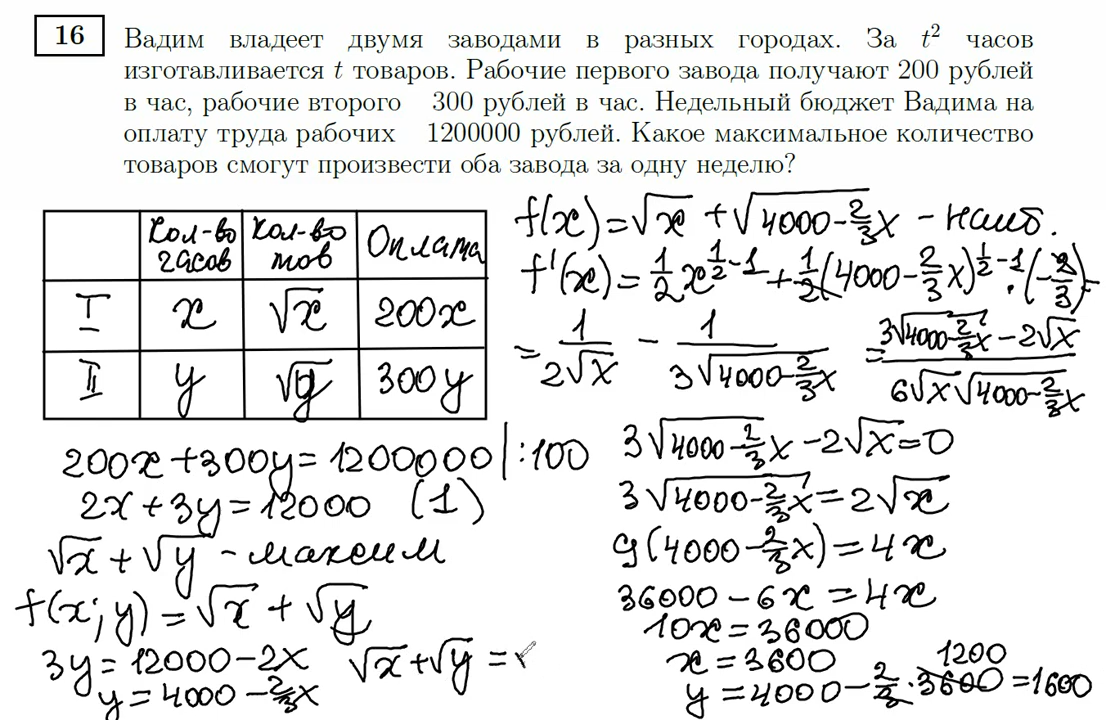 16
Вадим владеет двумя заводами в разных городах. За t² часов
изготавливается t товаров. Рабочие первого завода получают 200 рублей
в час, рабочие второго 300 рублей в час. Недельный бюджет Вадима на
оплату труда рабочих 1200000 рублей. Какое максимальное количество
товаров смогут произвести оба завода за одну неделю?
Кол-во часов | Кол-во тов | Оплата
I | x | √x | 200x
II | y | √y | 300y
200x + 300y = 1200000 | :100
2x + 3y = 12000 (1)
√x + √y - максим
f(x; y) = √x + √y
3y = 12000 - 2x
y = 4000 - 2/3x
√x + √y =
f(x) = √x + √(4000 - 2/3x) - наиб.
f'(x) = 1/2 x^(1/2 - 1) + 1/2(4000 - 2/3x)^(1/2 - 1) · (-2/3) =
= 1/(2√x) - 1/(3√(4000 - 2/3x)) = (3√(4000 - 2/3x) - 2√x)/(6√x√(4000 - 2/3x))
3√(4000 - 2/3x) - 2√x = 0
3√(4000 - 2/3x) = 2√x
9(4000 - 2/3x) = 4x
36000 - 6x = 4x
10x = 36000
x = 3600
1200
y = 4000 - 2/3 · 3600 = 1600